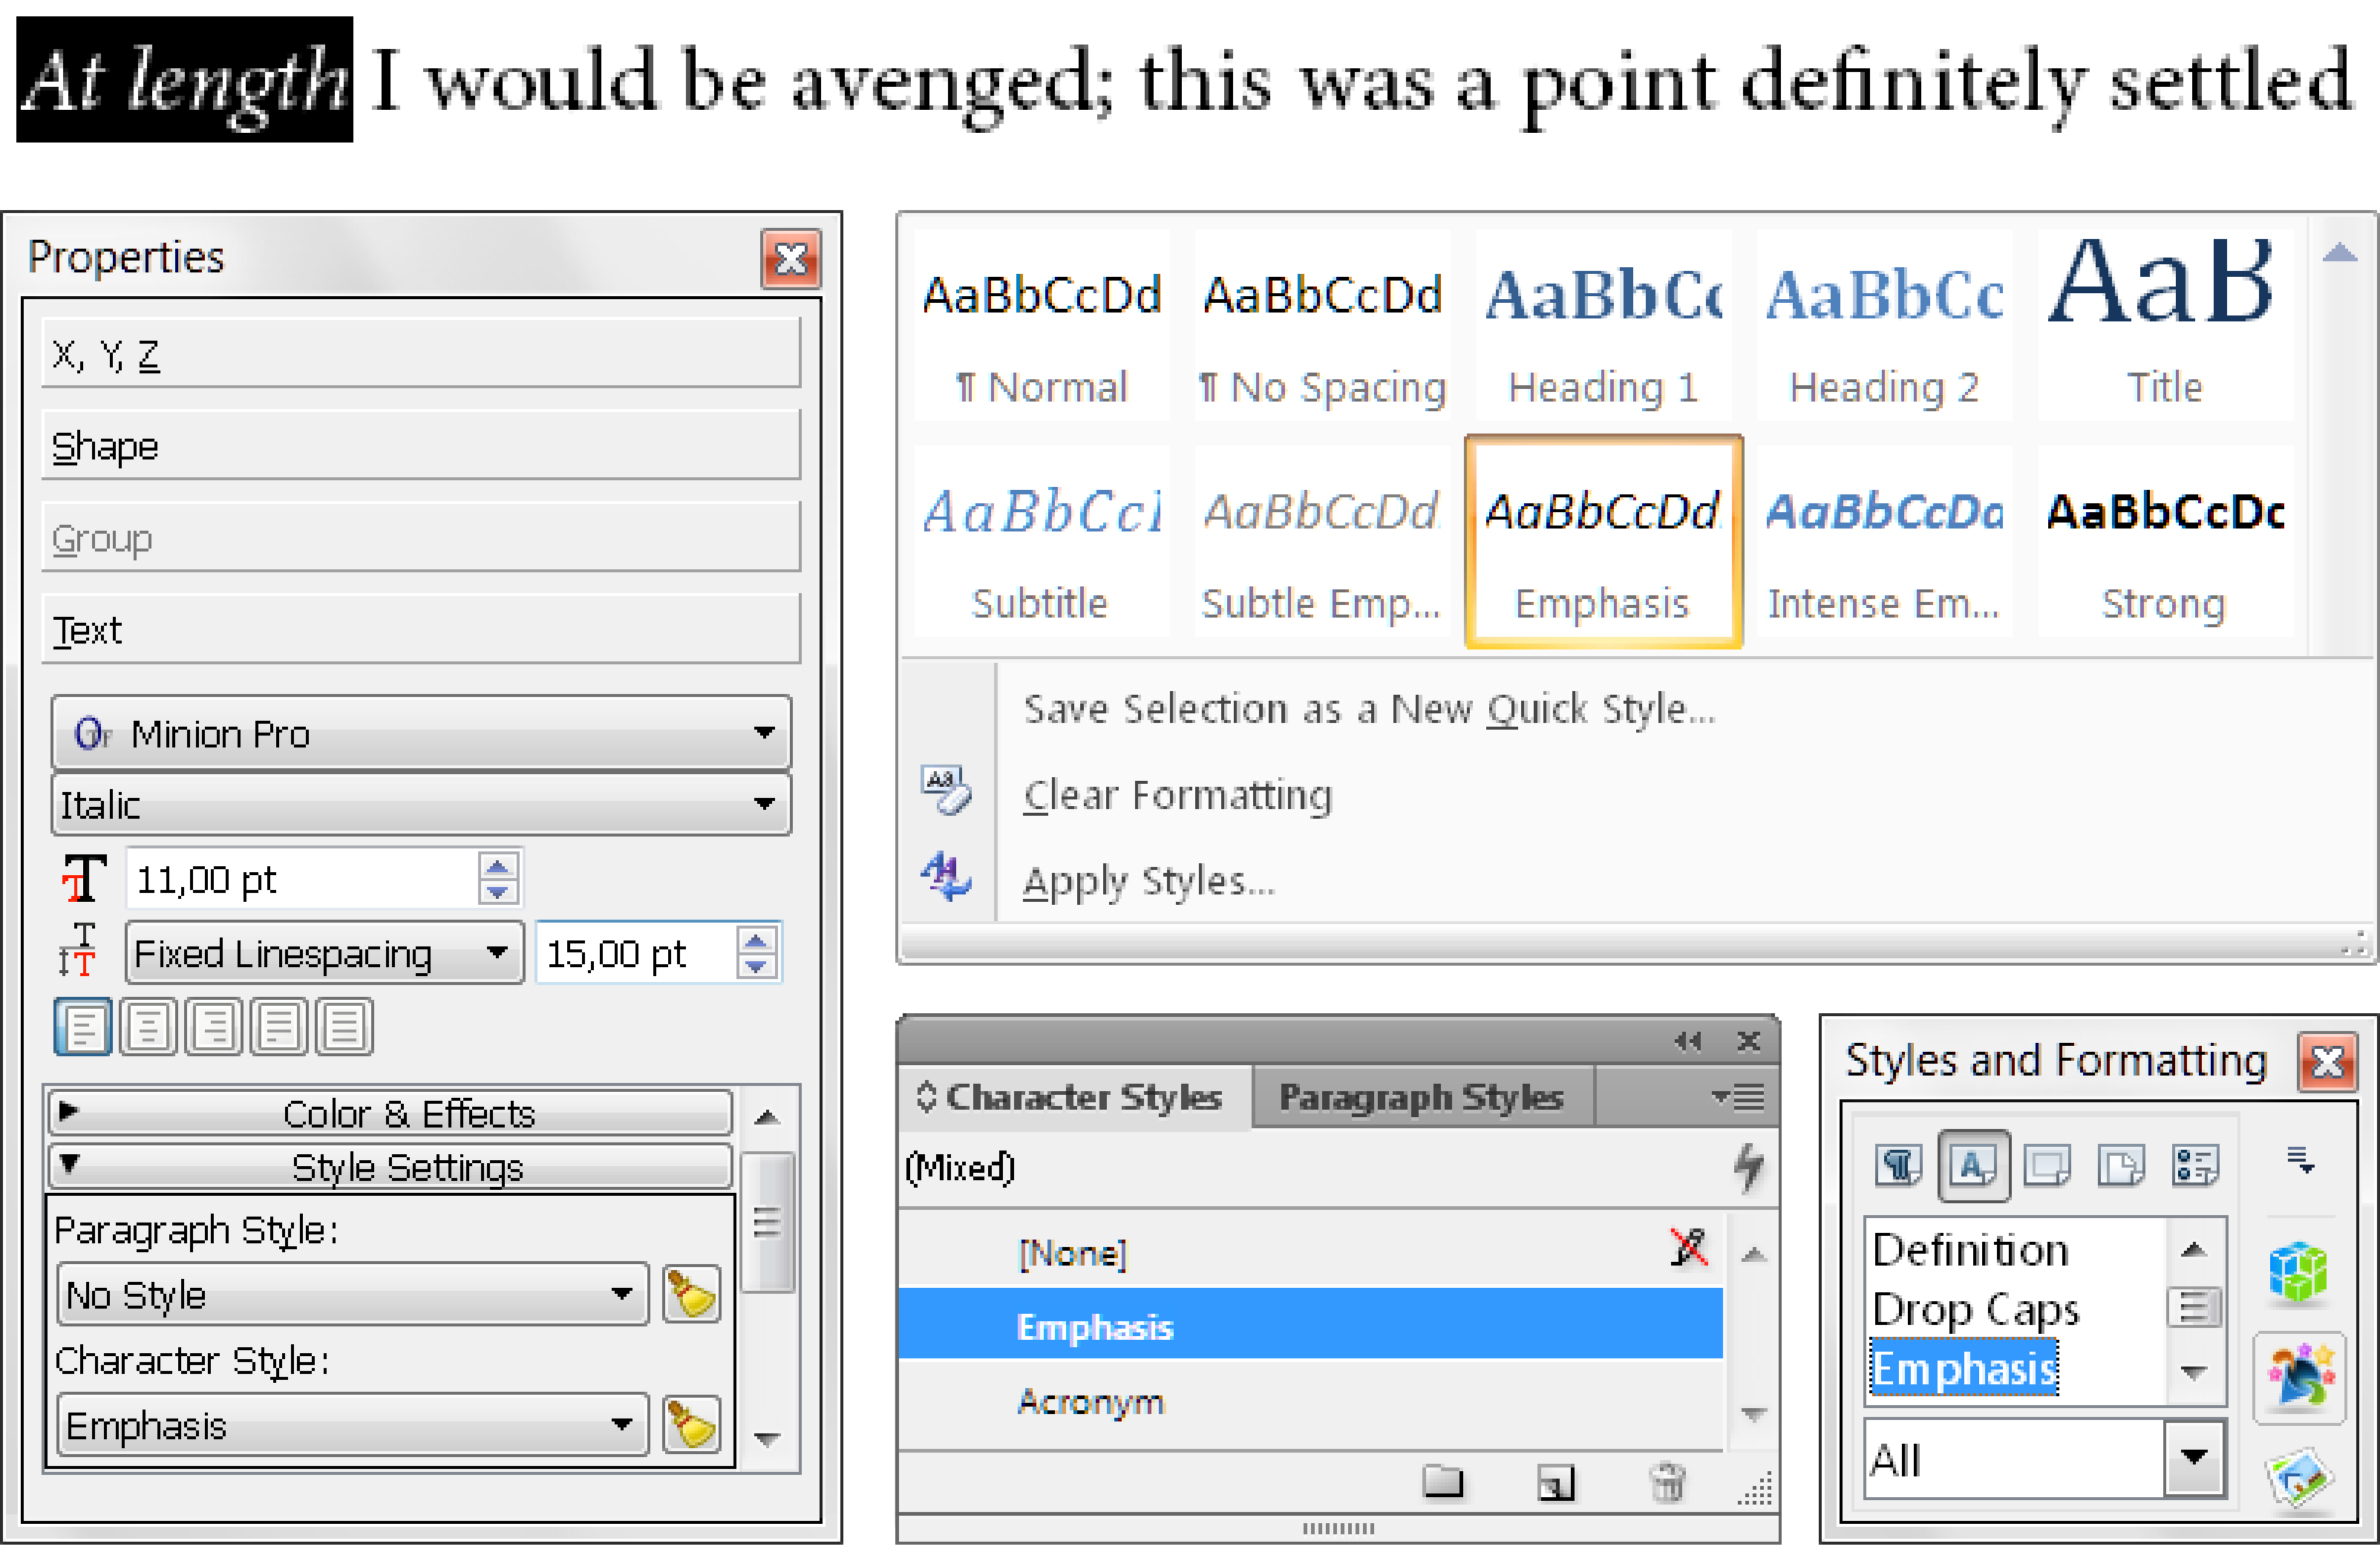 At length I would be avenged; this was a point definitely settled
Properties
X, Y, Z
Shape
Group
Text
Minion Pro
Italic
11,00 pt
Fixed Linespacing
15,00 pt
Color & Effects
Style Settings
Paragraph Style:
No Style
Character Style:
Emphasis
AaBbCcDd AaBbCcDd AaBbCc AaBbCc AaB
¶ Normal ¶ No Spacing Heading 1 Heading 2 Title
AaBbCcI AaBbCcDd AaBbCcDd AaBbCcDd AaBbCcDc
Subtitle Subtle Emp... Emphasis Intense Em... Strong
Save Selection as a New Quick Style...
Clear Formatting
Apply Styles...
Character Styles Paragraph Styles
(Mixed)
[None]
Emphasis
Acronym
Styles and Formatting
Definition
Drop Caps
Emphasis
All